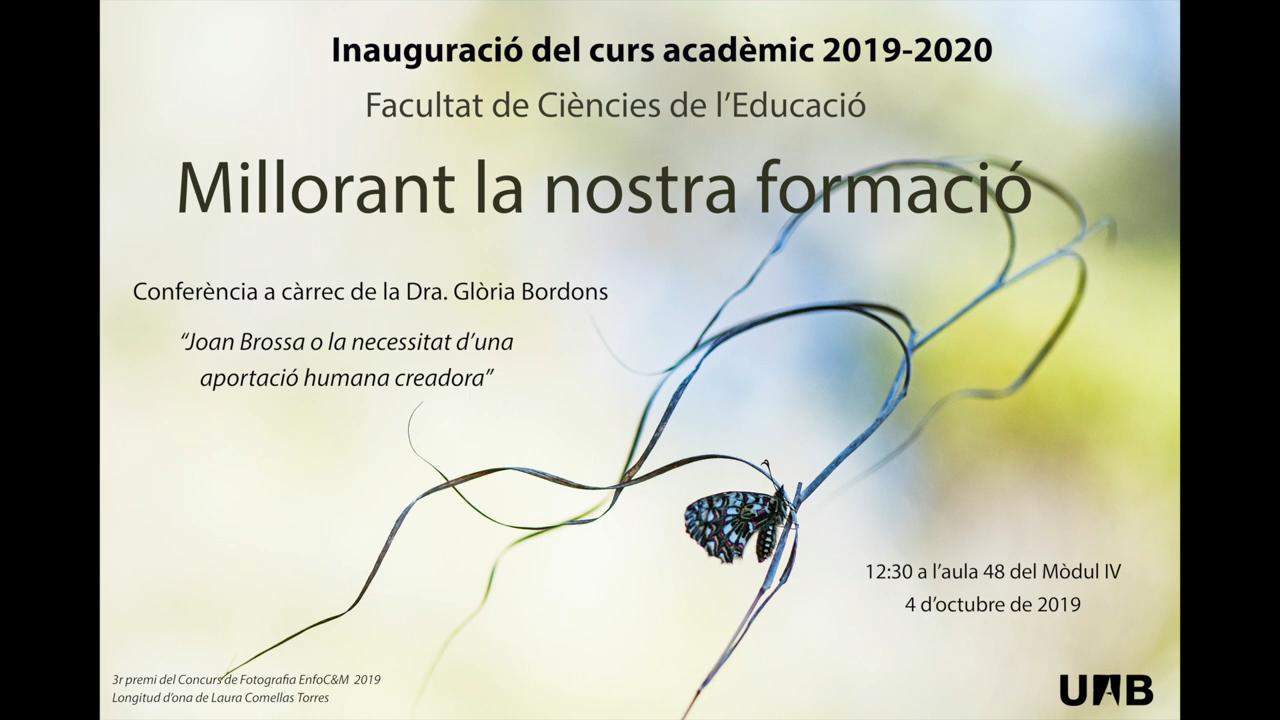 Inauguració del curs acadèmic 2019-2020
Facultat de Ciències de l’Educació
Millorant la nostra formació
Conferència a càrrec de la Dra. Glòria Bordons
“Joan Brossa o la necessitat d’una
aportació humana creadora”
12:30 a l’aula 48 del Mòdul IV
4 d’octubre de 2019
3r premi del Concurs de Fotografia EnfoC&M 2019
Longitud d’ona de Laura Comellas Torres
UAB